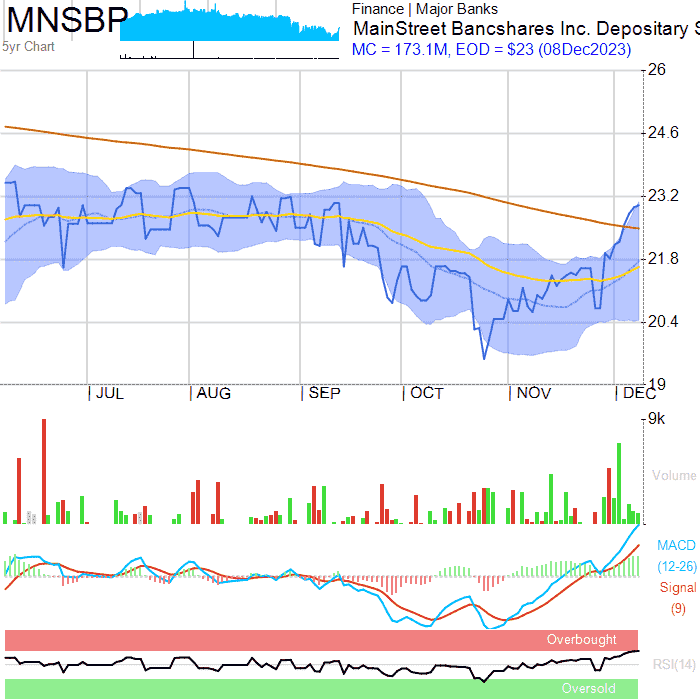 MNSBP
5yr Chart
Finance | Major Banks
MainStreet Bancshares Inc. Depositary S
MC = 173.1M, EOD = $23 (08Dec2023)
26
24.6
23.2
21.8
20.4
19
JUL AUG SEP OCT NOV DEC
9k
Volume
MACD
(12-26)
Signal
(9)
Overbought
RSI(14)
Oversold